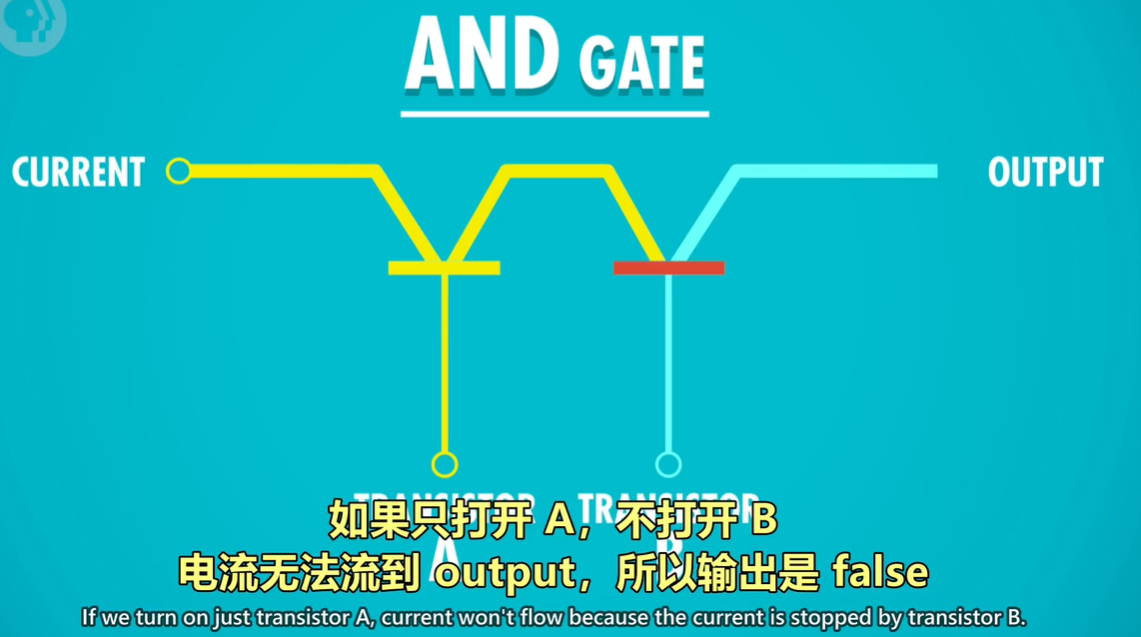 AND GATE
CURRENT
OUTPUT
TRANSISTOR TRANSISTOR
A B
如果只打开 A，不打开 B
电流无法流到 output，所以输出是 false
If we turn on just transistor A, current won't flow because the current is stopped by transistor B.